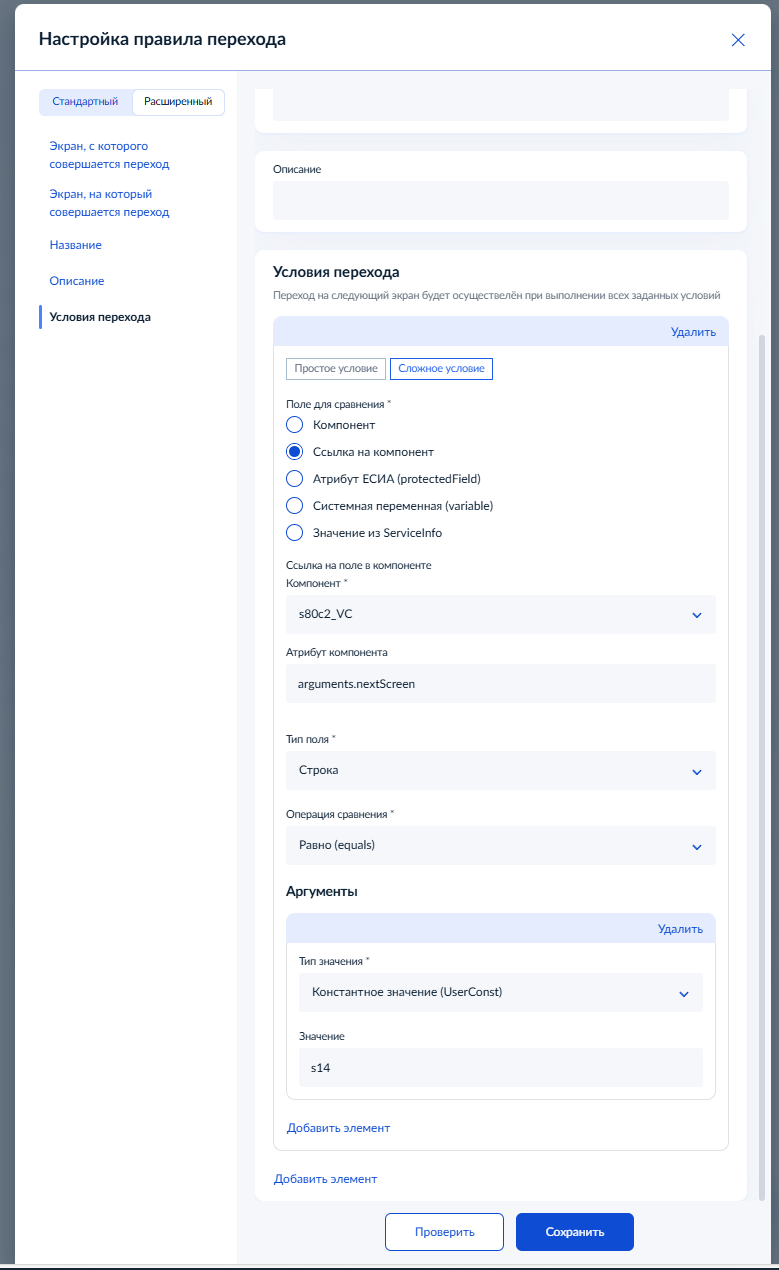 Настройка правила перехода
Стандартный
Расширенный
Экран, с которого
совершается переход
Экран, на который
совершается переход
Название
Описание
Условия перехода
Описание
Условия перехода
Переход на следующий экран будет осуществелён при выполнении всех заданных условий
Удалить
Простое условие
Сложное условие
Поле для сравнения *
Компонент
Ссылка на компонент
Атрибут ЕСИА (protectedField)
Системная переменная (variable)
Значение из ServiceInfo
Ссылка на поле в компоненте
Компонент *
s80c2_VC
Атрибут компонента
arguments.nextScreen
Тип поля *
Строка
Операция сравнения *
Равно (equals)
Аргументы
Удалить
Тип значения *
Константное значение (UserConst)
Значение
s14
Добавить элемент
Добавить элемент
Проверить
Сохранить